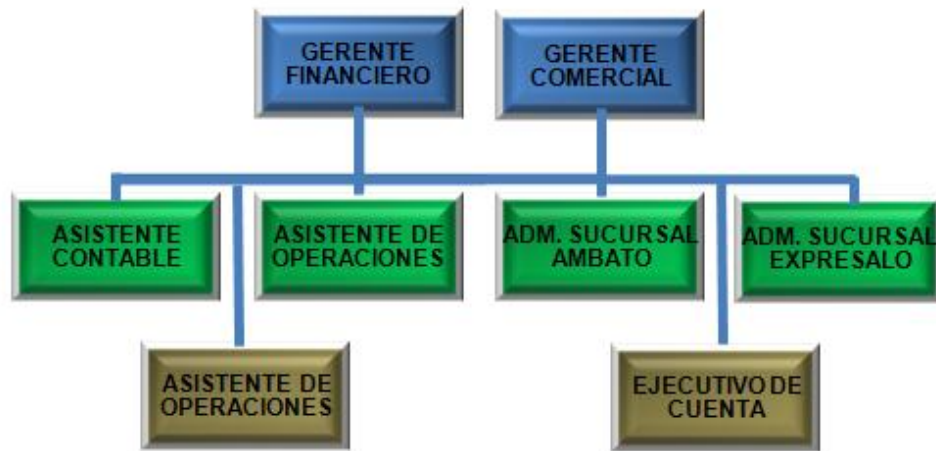 GERENTE
FINANCIERO
GERENTE
COMERCIAL
ASISTENTE
CONTABLE
ASISTENTE DE
OPERACIONES
ADM. SUCURSAL
AMBATO
ADM. SUCURSAL
EXPRESALO
ASISTENTE DE
OPERACIONES
EJECUTIVO DE
CUENTA